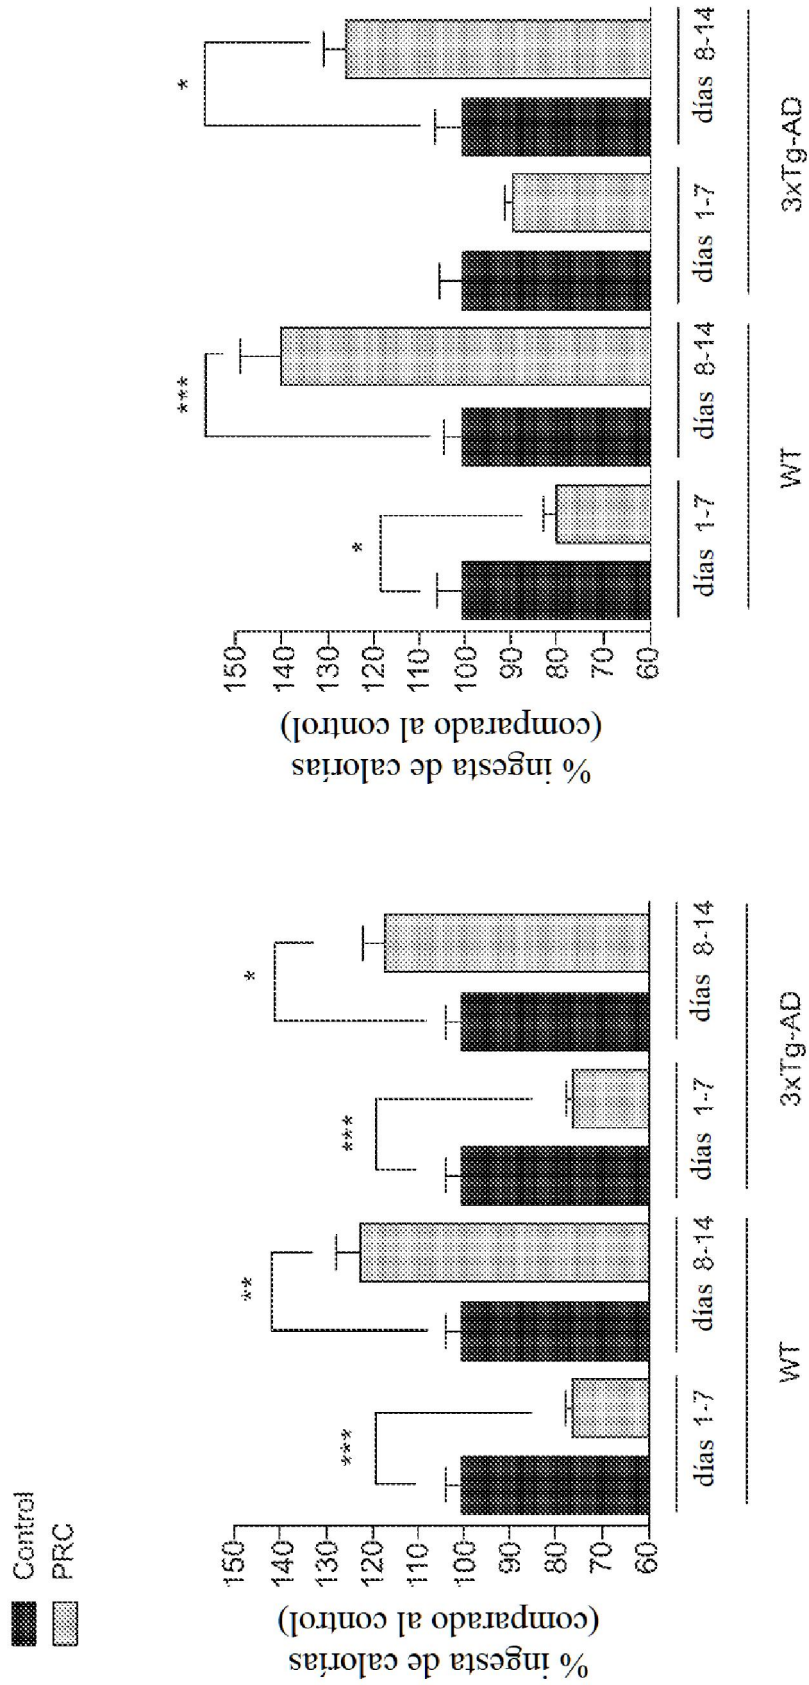 Control
PRC
% ingesta de calorías
(comparado al control)
150
140
130
120
110
100
90
80
70
60
***
**
***
*
días 1-7
días 8-14
días 1-7
días 8-14
WT
3xTg-AD
% ingesta de calorías
(comparado al control)
150
140
130
120
110
100
90
80
70
60
*
***
*
días 1-7
días 8-14
días 1-7
días 8-14
WT
3xTg-AD